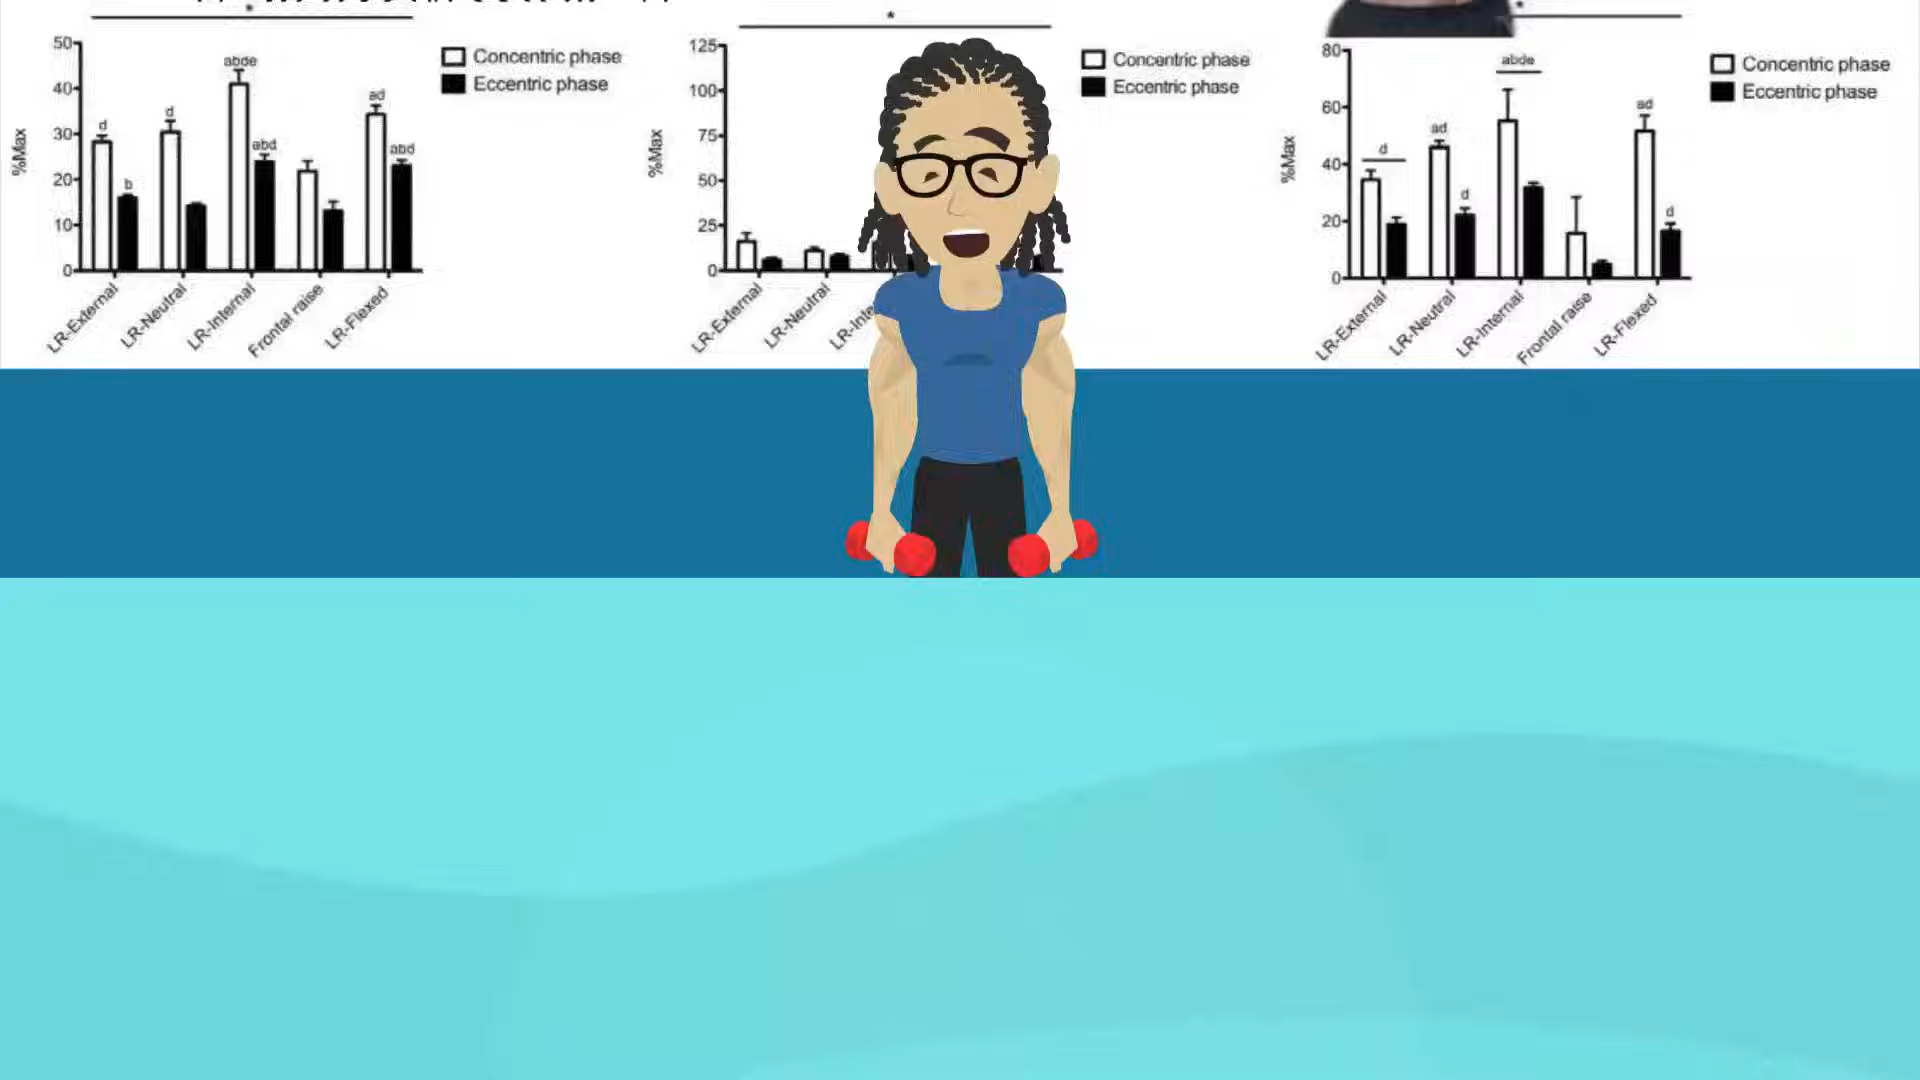 *
50
40
30
20
10
0
%Max
d
b
d
abde
abd
ad
abd
Concentric phase
Eccentric phase
LR-External
LR-Neutral
LR-Internal
Frontal raise
LR-Flexed
*
125
100
75
50
25
0
%Max
Concentric phase
Eccentric phase
LR-External
LR-Neutral
*
80
60
40
20
0
%Max
d
ad
d
abde
ad
d
Concentric phase
Eccentric phase
LR-External
LR-Neutral
LR-Internal
Frontal raise
LR-Flexed